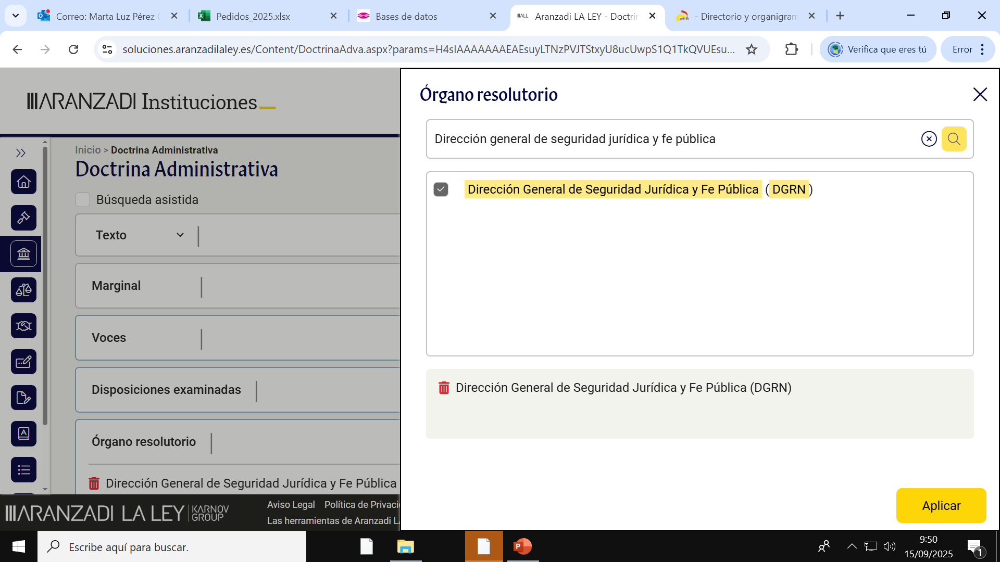 Correo: Marta Luz Pérez
Pedidos_2025.xlsx
Bases de datos
Aranzadi LA LEY - Doctrin
- Directorio y organigram
soluciones.aranzadilaley.es/Content/DoctrinaAdva.aspx?params=H4sIAAAAAAAEAEsuyLTNzPVJTStxyU8ucUwpS1Q1TkQVUEsu...
Verifica que eres tú
Error
ARANZADI Instituciones
Inicio > Doctrina Administrativa
Doctrina Administrativa
Búsqueda asistida
Texto
Marginal
Voces
Disposiciones examinadas
Órgano resolutorio
Dirección General de Seguridad Jurídica y Fe Pública
ARANZADI LA LEY KARNOV GROUP
Aviso Legal Política de Privaci
Las herramientas de Aranzadi L
Órgano resolutorio
Dirección general de seguridad jurídica y fe pública
Dirección General de Seguridad Jurídica y Fe Pública (DGRN)
Dirección General de Seguridad Jurídica y Fe Pública (DGRN)
Aplicar
Escribe aquí para buscar.
9:50
15/09/2025
1